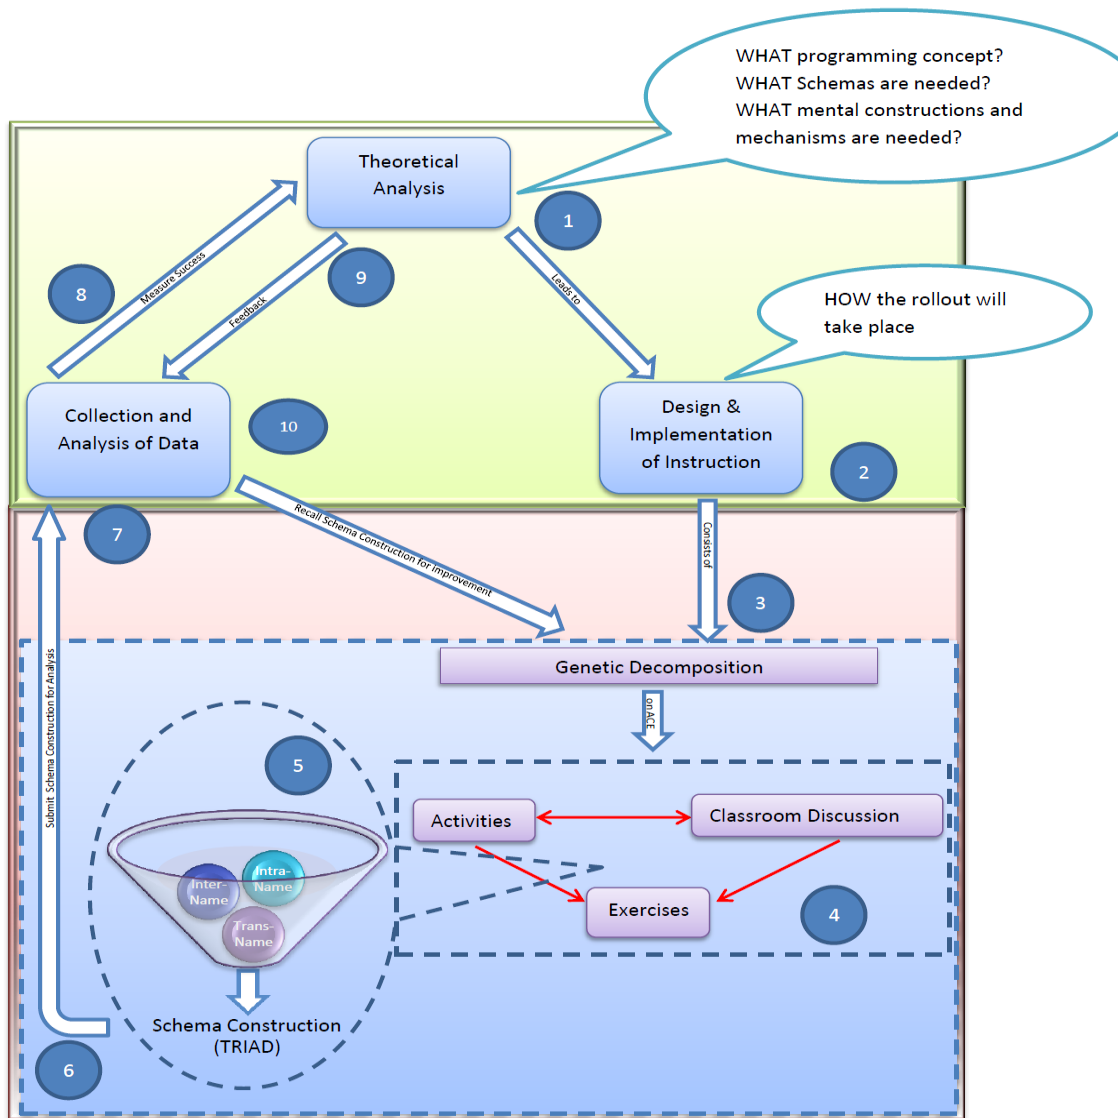 WHAT programming concept?
WHAT Schemas are needed?
WHAT mental constructions and
mechanisms are needed?
Theoretical
Analysis
1
8
Measure Success
9
Feedback
Leads to
HOW the rollout will
take place
Collection and
Analysis of Data
10
Design &
Implementation
of Instruction
2
7
Recall Schema Construction for Improvement
Consists of
3
Submit Schema Construction for Analysis
Genetic Decomposition
on ACE
5
Activities
Classroom Discussion
Exercises
4
Inter-
Name
Intra-
Name
Trans-
Name
Schema Construction
(TRIAD)
6